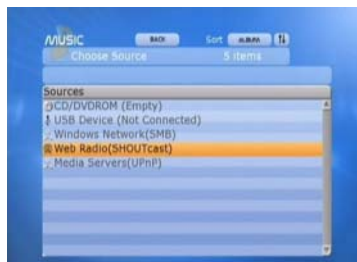 MUSIC BACK Sort ALBUM
Choose Source 5 items
Sources
CD/DVDROM (Empty)
USB Device (Not Connected)
Windows Network(SMB)
Web Radio(SHOUTcast)
Media Servers(UPnP)